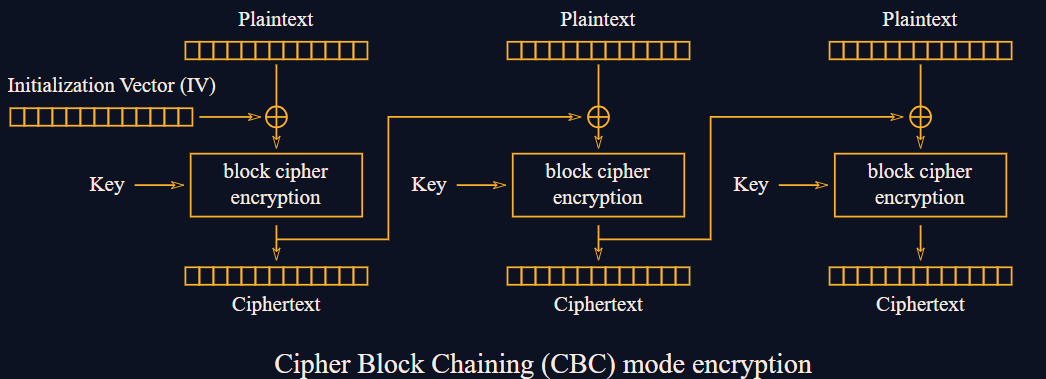 Plaintext
Plaintext
Plaintext
Initialization Vector (IV)
Key
block cipher
encryption
Key
block cipher
encryption
Key
block cipher
encryption
Ciphertext
Ciphertext
Ciphertext
Cipher Block Chaining (CBC) mode encryption